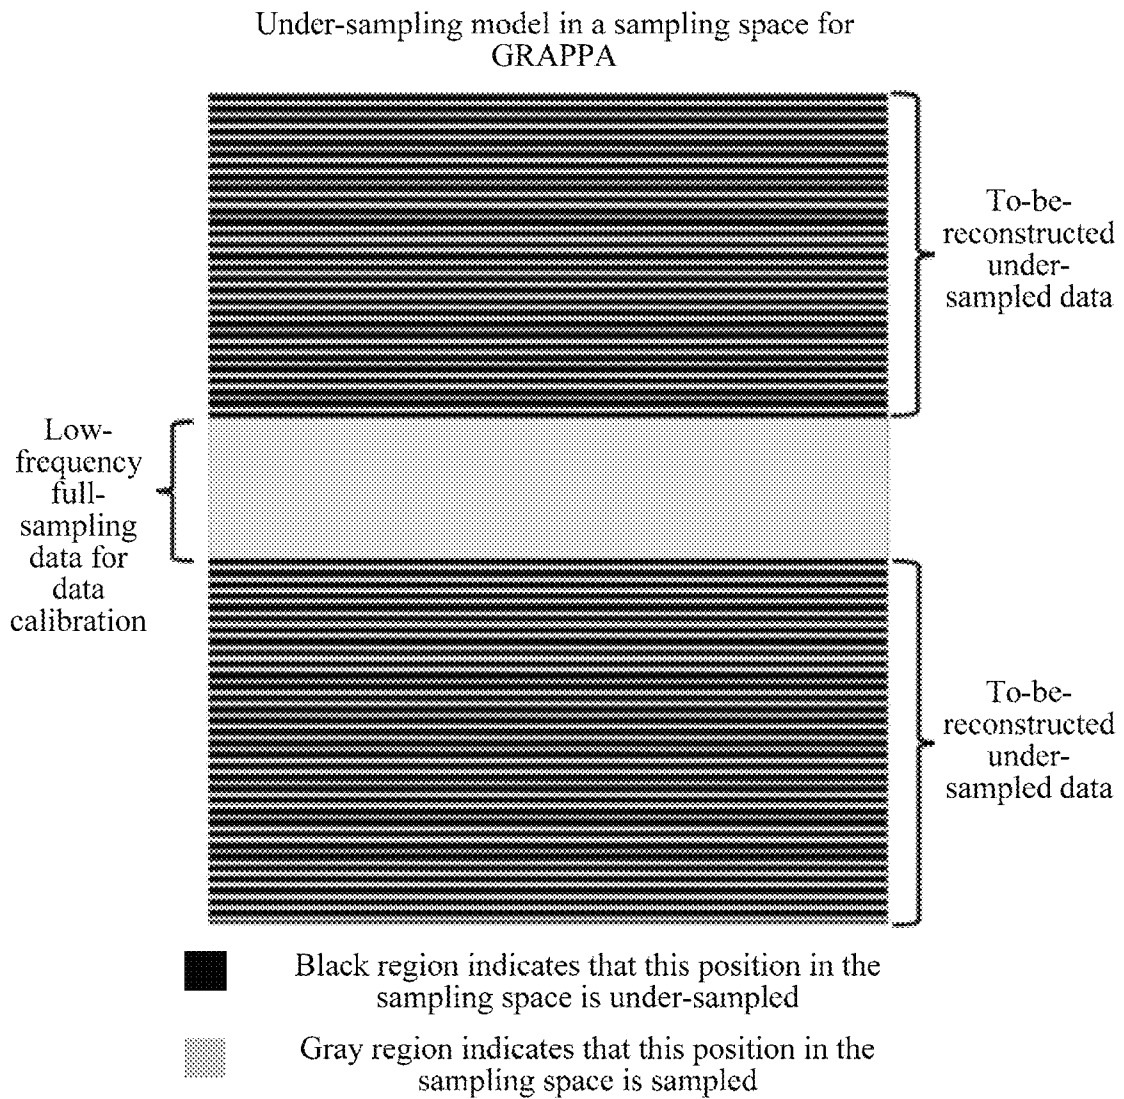 Under-sampling model in a sampling space for
GRAPPA
To-be-
reconstructed
under-
sampled data
Low-
frequency
full-
sampling
data for
data
calibration
To-be-
reconstructed
under-
sampled data
Black region indicates that this position in the
sampling space is under-sampled
Gray region indicates that this position in the
sampling space is sampled